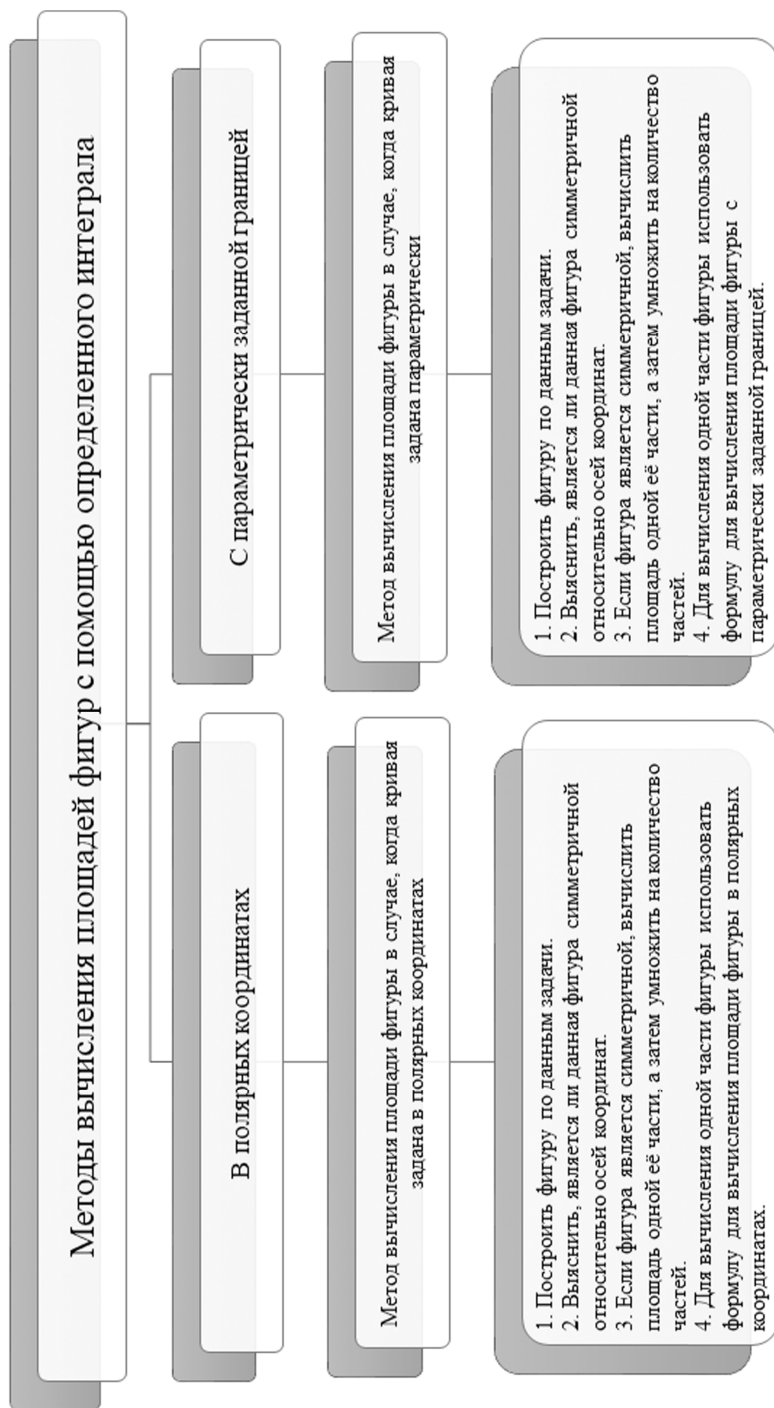 Методы вычисления площадей фигур с помощью определенного интеграла
В полярных координатах
Метод вычисления площади фигуры в случае, когда кривая
задана в полярных координатах
1. Построить фигуру по данным задачи.
2. Выяснить, является ли данная фигура симметричной
относительно осей координат.
3. Если фигура является симметричной, вычислить
площадь одной её части, а затем умножить на количество
частей.
4. Для вычисления одной части фигуры использовать
формулу для вычисления площади фигуры в полярных
координатах.
С параметрически заданной границей
Метод вычисления площади фигуры в случае, когда кривая
задана параметрически
1. Построить фигуру по данным задачи.
2. Выяснить, является ли данная фигура симметричной
относительно осей координат.
3. Если фигура является симметричной, вычислить
площадь одной её части, а затем умножить на количество
частей.
4. Для вычисления одной части фигуры использовать
формулу для вычисления площади фигуры с
параметрически заданной границей.